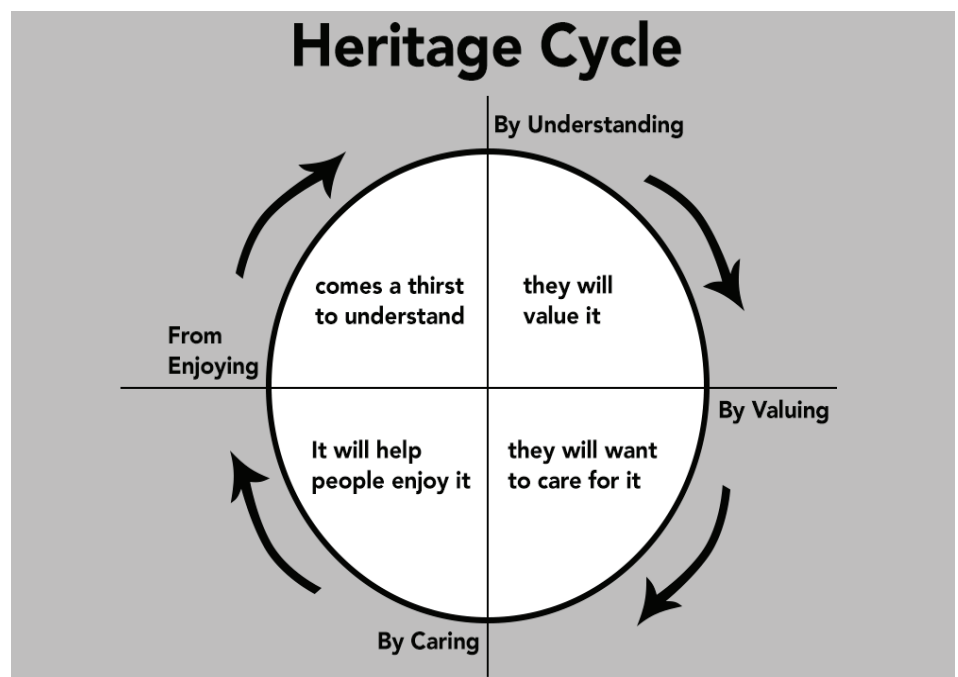 Heritage Cycle
By Understanding
they will
value it
By Valuing
they will want
to care for it
By Caring
It will help
people enjoy it
From
Enjoying
comes a thirst
to understand